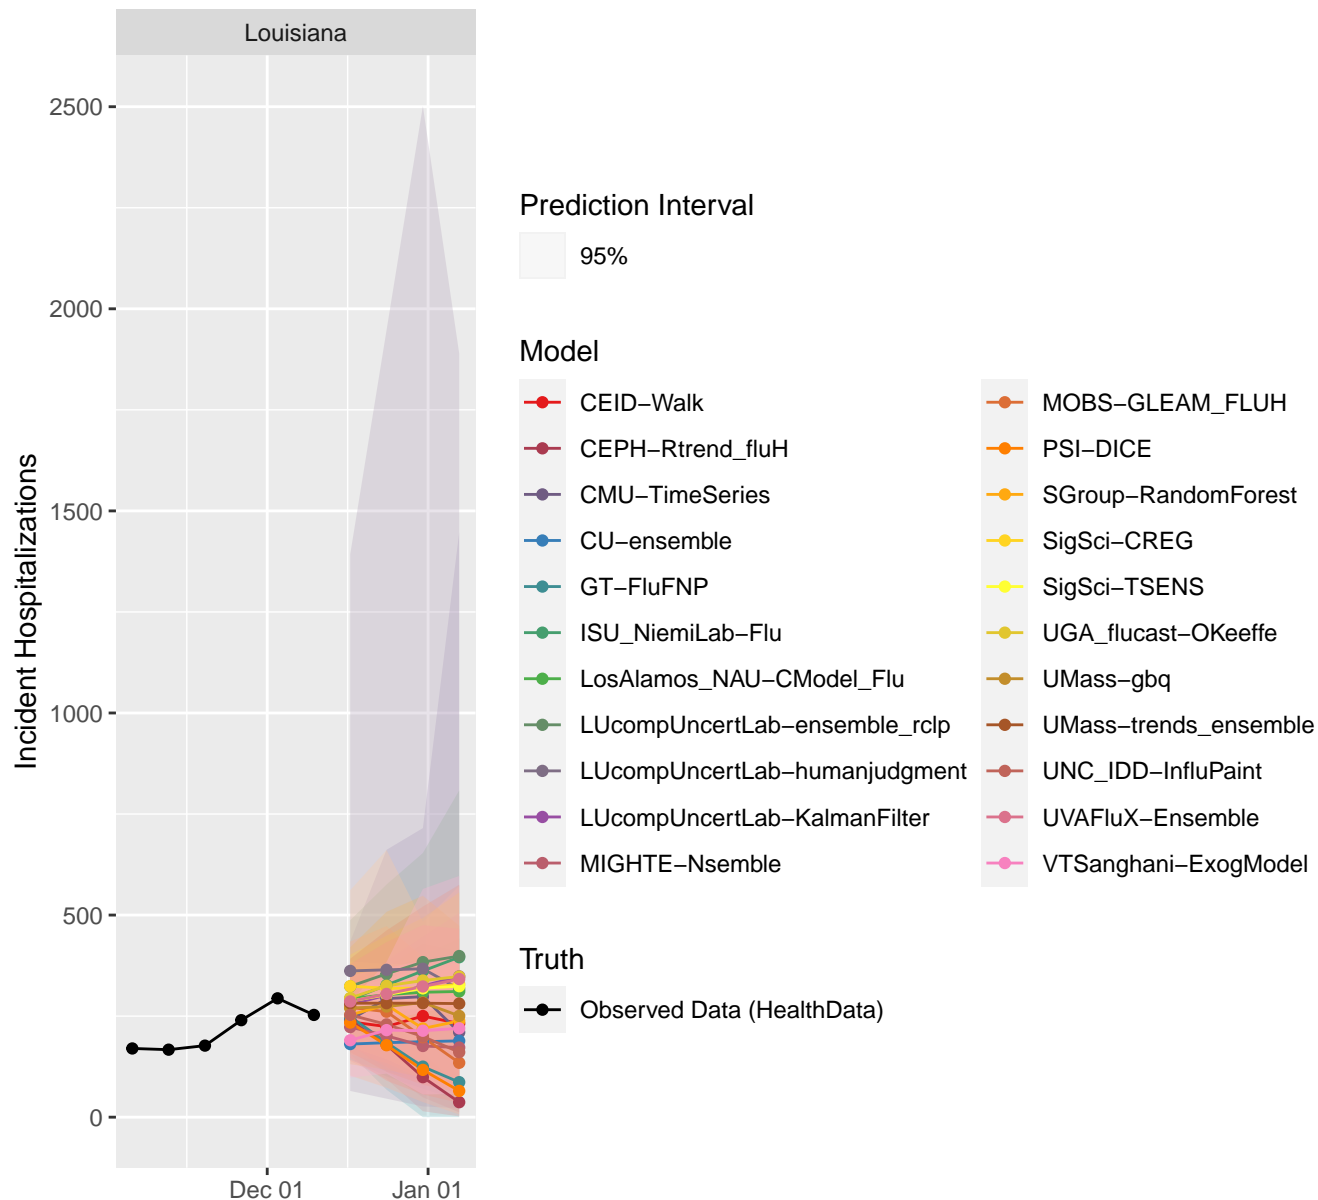 Louisiana
2500
2000
1500
1000
500
0
Incident Hospitalizations
Dec 01
Jan 01
Prediction Interval
95%
Model
CEID−Walk
CEPH−Rtrend_fluH
CMU−TimeSeries
CU−ensemble
GT−FluFNP
ISU_NiemiLab−Flu
LosAlamos_NAU−CModel_Flu
LUcompUncertLab−ensemble_rclp
LUcompUncertLab−humanjudgment
LUcompUncertLab−KalmanFilter
MIGHTE−Nsemble
MOBS−GLEAM_FLUH
PSI−DICE
SGroup−RandomForest
SigSci−CREG
SigSci−TSENS
UGA_flucast−OKeeffe
UMass−gbq
UMass−trends_ensemble
UNC_IDD−InfluPaint
UVAFluX−Ensemble
VTSanghani−ExogModel
Truth
Observed Data (HealthData)